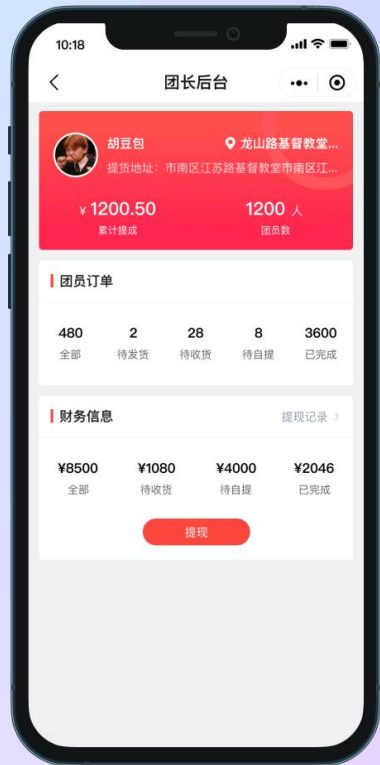 10:18
团长后台
胡豆包 龙山路基督教堂...
提货地址：市南区江苏路基督教堂市南区江...
¥ 1200.50 1200 人
累计提成 团员数
团员订单
480 2 28 8 3600
全部 待发货 待收货 待自提 已完成
财务信息 提现记录
¥8500 ¥1080 ¥4000 ¥2046
全部 待收货 待自提 已完成
提现